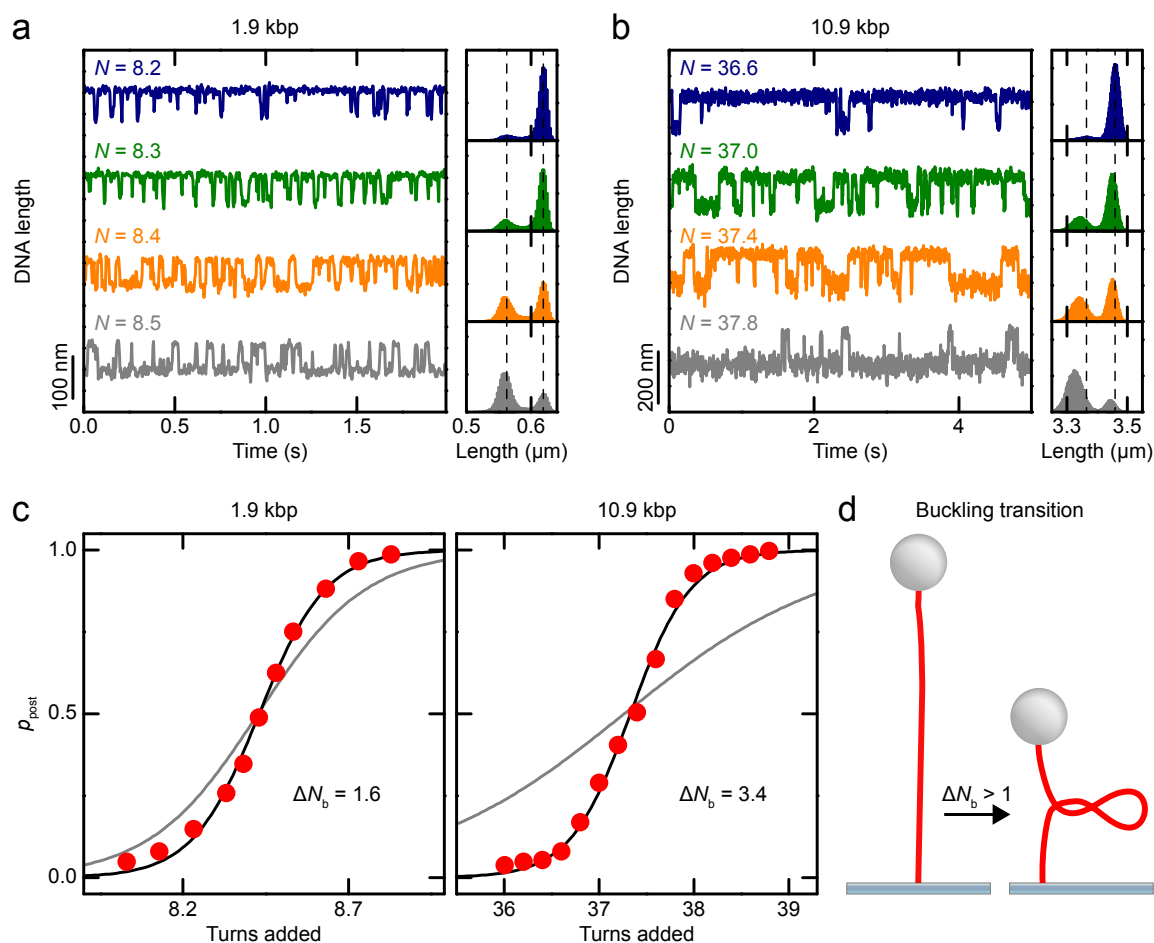 a
1.9 kbp
N = 8.2
N = 8.3
N = 8.4
N = 8.5
DNA length
100 nm
0.0 0.5 1.0 1.5
Time (s)
0.5 0.6
Length (µm)
b
10.9 kbp
N = 36.6
N = 37.0
N = 37.4
N = 37.8
DNA length
200 nm
0 2 4
Time (s)
3.3 3.5
Length (µm)
c
1.9 kbp
1.0
0.5
0.0
ppost
ΔNb = 1.6
8.2 8.7
Turns added
10.9 kbp
ΔNb = 3.4
36 37 38 39
Turns added
d
Buckling transition
ΔNb > 1